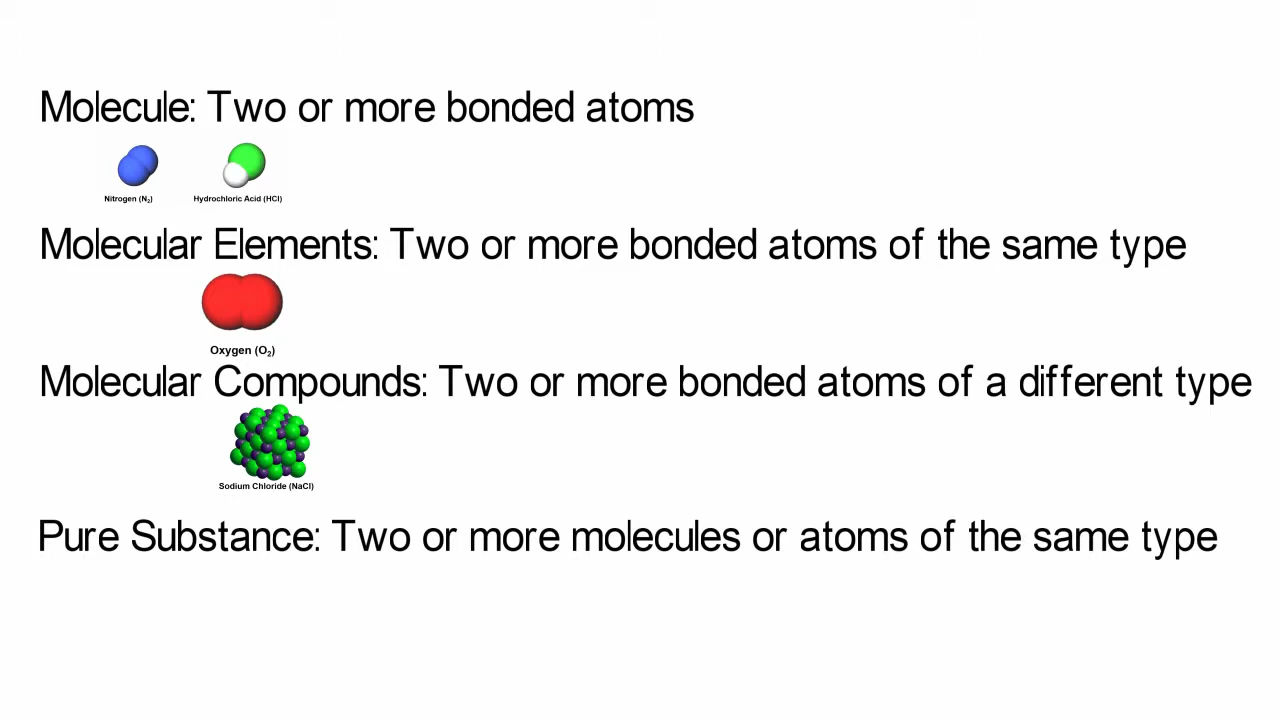 Molecule: Two or more bonded atoms
Nitrogen (N₂) Hydrochloric Acid (HCl)
Molecular Elements: Two or more bonded atoms of the same type
Oxygen (O₂)
Molecular Compounds: Two or more bonded atoms of a different type
Sodium Chloride (NaCl)
Pure Substance: Two or more molecules or atoms of the same type